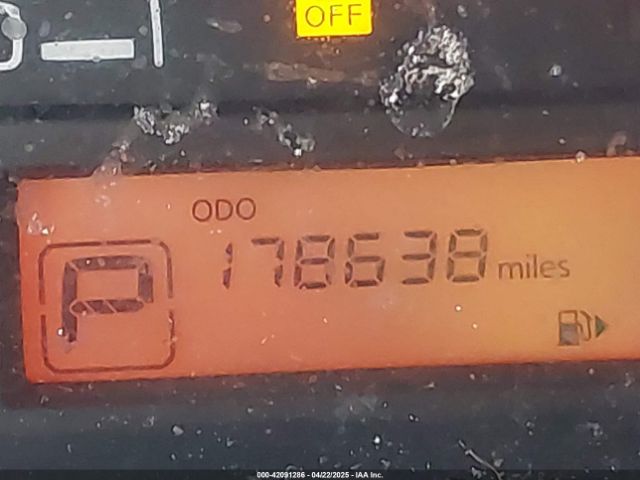 OFF
ODO
178638 miles
P
000-42091286 - 04/22/2025 - IAA Inc.